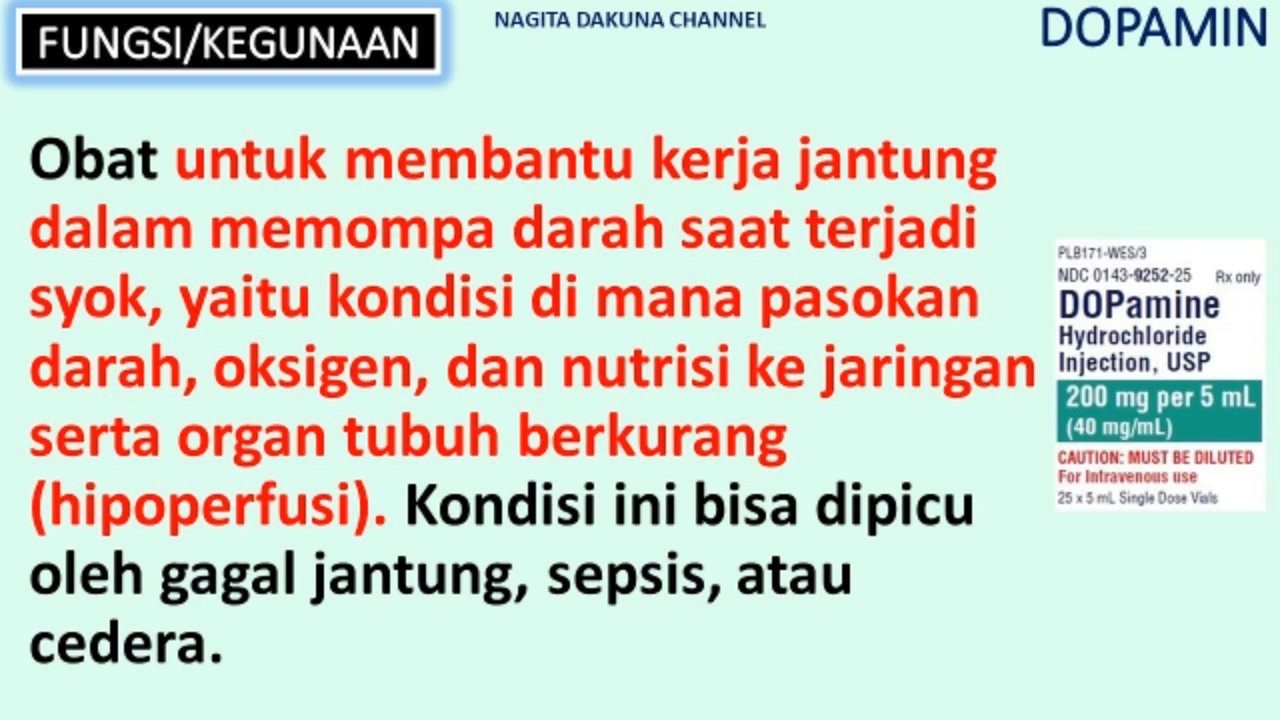 FUNGSI/KEGUNAAN
NAGITA DAKUNA CHANNEL
DOPAMIN
Obat untuk membantu kerja jantung
dalam memompa darah saat terjadi
syok, yaitu kondisi di mana pasokan
darah, oksigen, dan nutrisi ke jaringan
serta organ tubuh berkurang
(hipoperfusi). Kondisi ini bisa dipicu
oleh gagal jantung, sepsis, atau
cedera.
PLB171-WES/3
NDC 0143-9252-25 Rx only
DOPamine
Hydrochloride
Injection, USP
200 mg per 5 mL
(40 mg/mL)
CAUTION: MUST BE DILUTED
For Intravenous use
25 x 5 mL Single Dose Vials